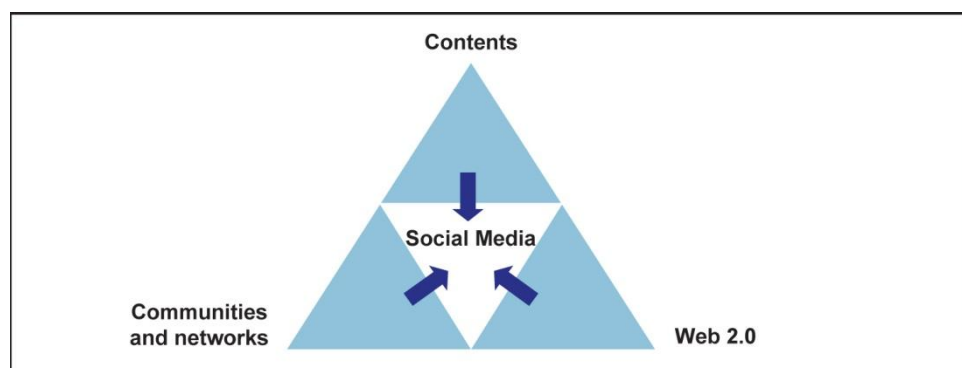 Contents
Social Media
Communities
and networks
Web 2.0